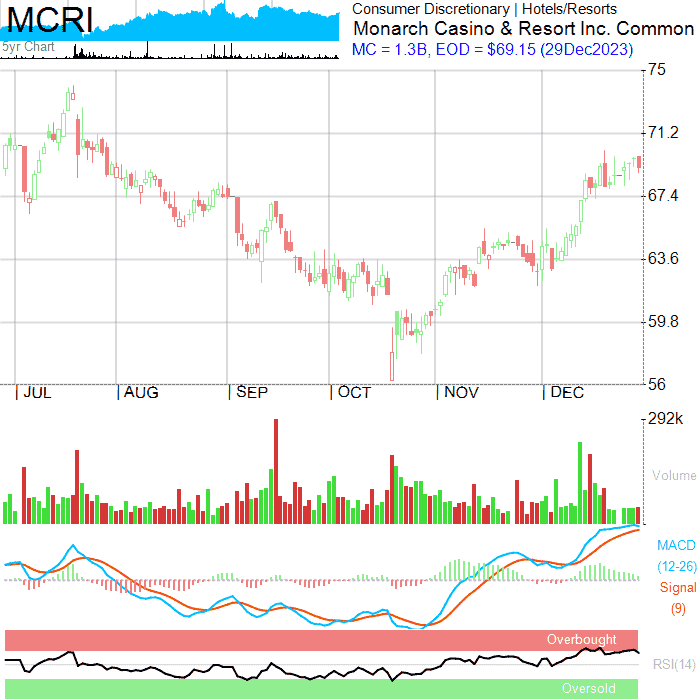 MCRI
5yr Chart
Consumer Discretionary | Hotels/Resorts
Monarch Casino & Resort Inc. Common
MC = 1.3B, EOD = $69.15 (29Dec2023)
75
71.2
67.4
63.6
59.8
56
JUL AUG SEP OCT NOV DEC
292k
Volume
MACD
(12-26)
Signal
(9)
Overbought
RSI(14)
Oversold